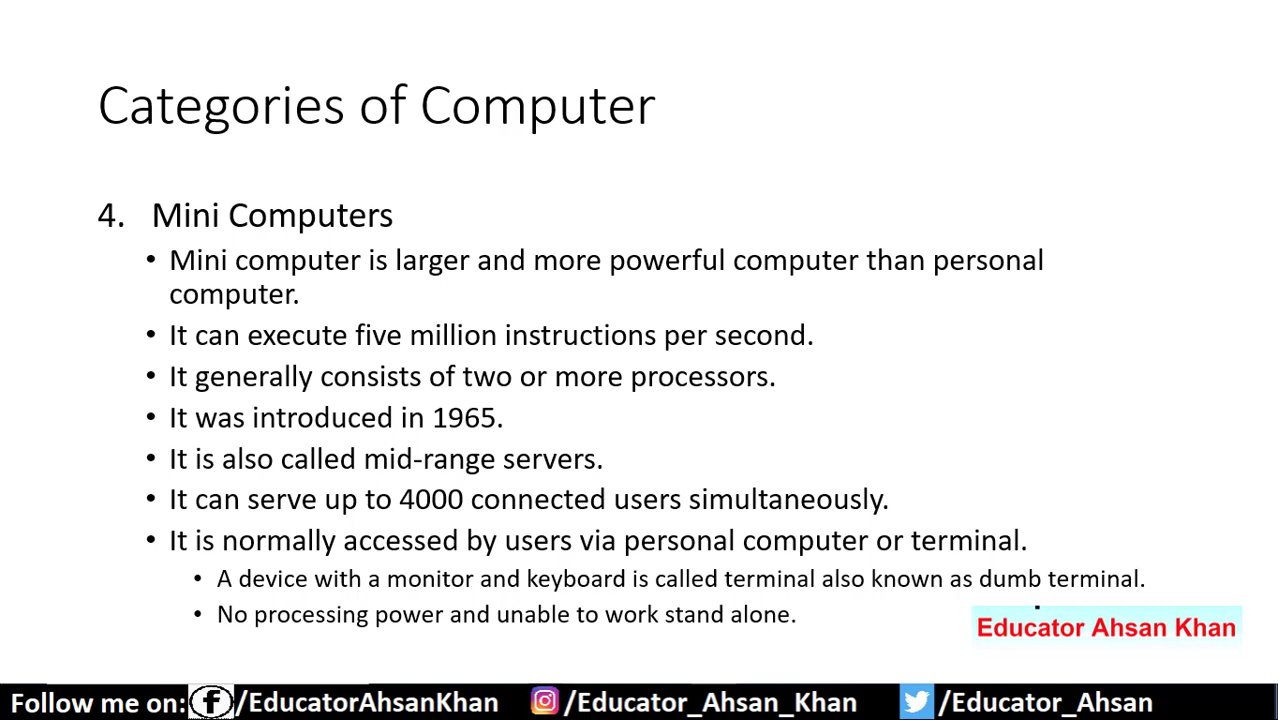 Categories of Computer
4. Mini Computers
• Mini computer is larger and more powerful computer than personal
computer.
• It can execute five million instructions per second.
• It generally consists of two or more processors.
• It was introduced in 1965.
• It is also called mid-range servers.
• It can serve up to 4000 connected users simultaneously.
• It is normally accessed by users via personal computer or terminal.
• A device with a monitor and keyboard is called terminal also known as dumb terminal.
• No processing power and unable to work stand alone.
Educator Ahsan Khan
Follow me on: f/EducatorAhsanKhan /Educator_Ahsan_Khan /Educator_Ahsan